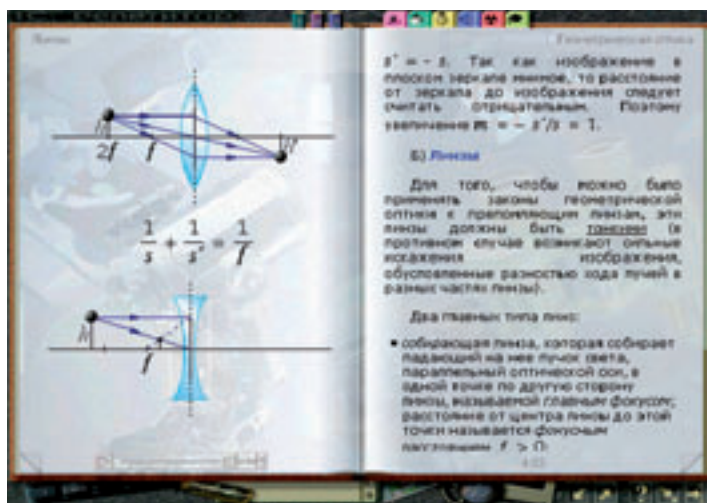 Линзы
Геометрическая оптика
h
2f
f
h'
1/s + 1/s' = 1/f
h
f
s' = – s. Так как изображение в
плоском зеркале мнимое, то расстояние
от зеркала до изображения следует
считать отрицательным. Поэтому
увеличение m = – s'/s = 1.
Б) Линзы
Для того, чтобы можно было
применять законы геометрической
оптики к преломляющим линзам, эти
линзы должны быть тонкими (в
противном случае возникают сильные
искажения изображения,
обусловленные разностью хода лучей в
разных частях линзы).
Два главных типа линз:
• собирающая линза, которая собирает
падающий на нее пучок света,
параллельный оптической оси, в
одной точке по другую сторону
линзы, называемой главным фокусом;
расстояние от центра линзы до этой
точки называется фокусным
расстоянием f > 0;